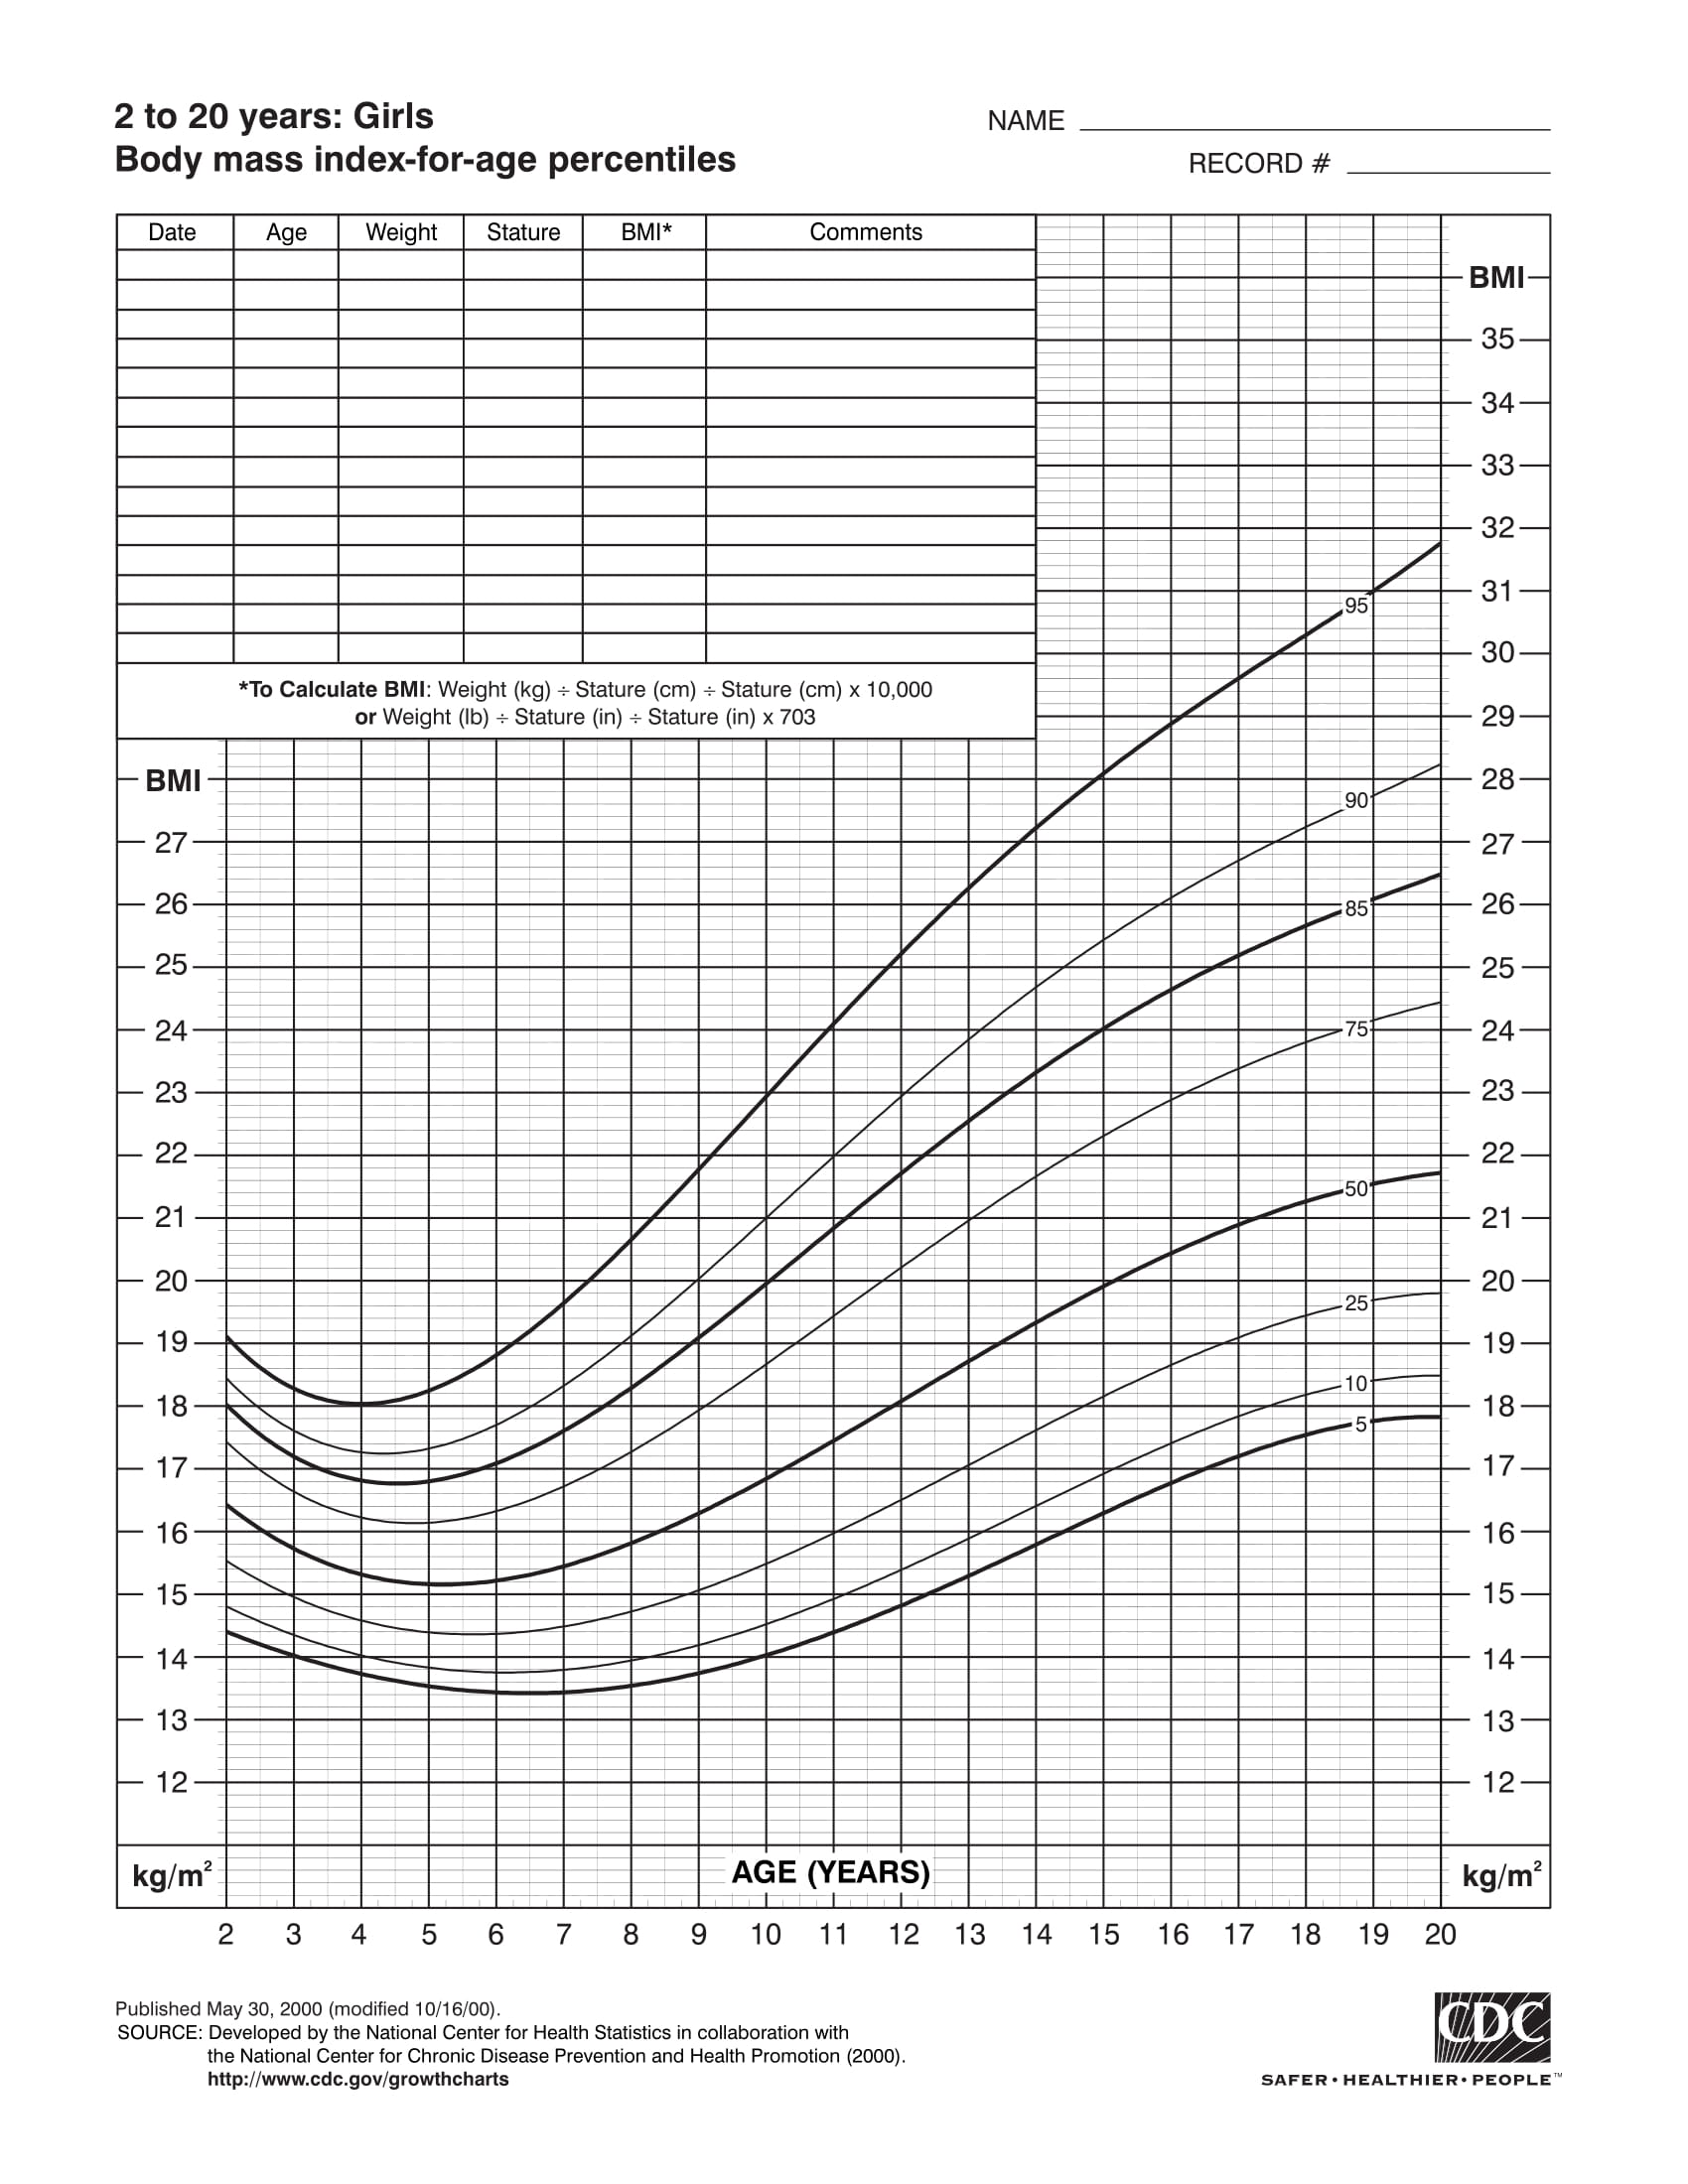 2 to 20 years: Girls
Body mass index-for-age percentiles
NAME
RECORD #
Date Age Weight Stature BMI* Comments
*To Calculate BMI: Weight (kg) ÷ Stature (cm) ÷ Stature (cm) x 10,000
or Weight (lb) ÷ Stature (in) ÷ Stature (in) x 703
BMI
35
34
33
32
31
30
29
28
27
26
25
24
23
22
21
20
19
18
17
16
15
14
13
12
kg/m²
95
90
85
75
50
25
10
5
BMI
27
26
25
24
23
22
21
20
19
18
17
16
15
14
13
12
kg/m²
AGE (YEARS)
2 3 4 5 6 7 8 9 10 11 12 13 14 15 16 17 18 19 20
Published May 30, 2000 (modified 10/16/00).
SOURCE: Developed by the National Center for Health Statistics in collaboration with
the National Center for Chronic Disease Prevention and Health Promotion (2000).
http://www.cdc.gov/growthcharts
CDC
SAFER • HEALTHIER • PEOPLE™